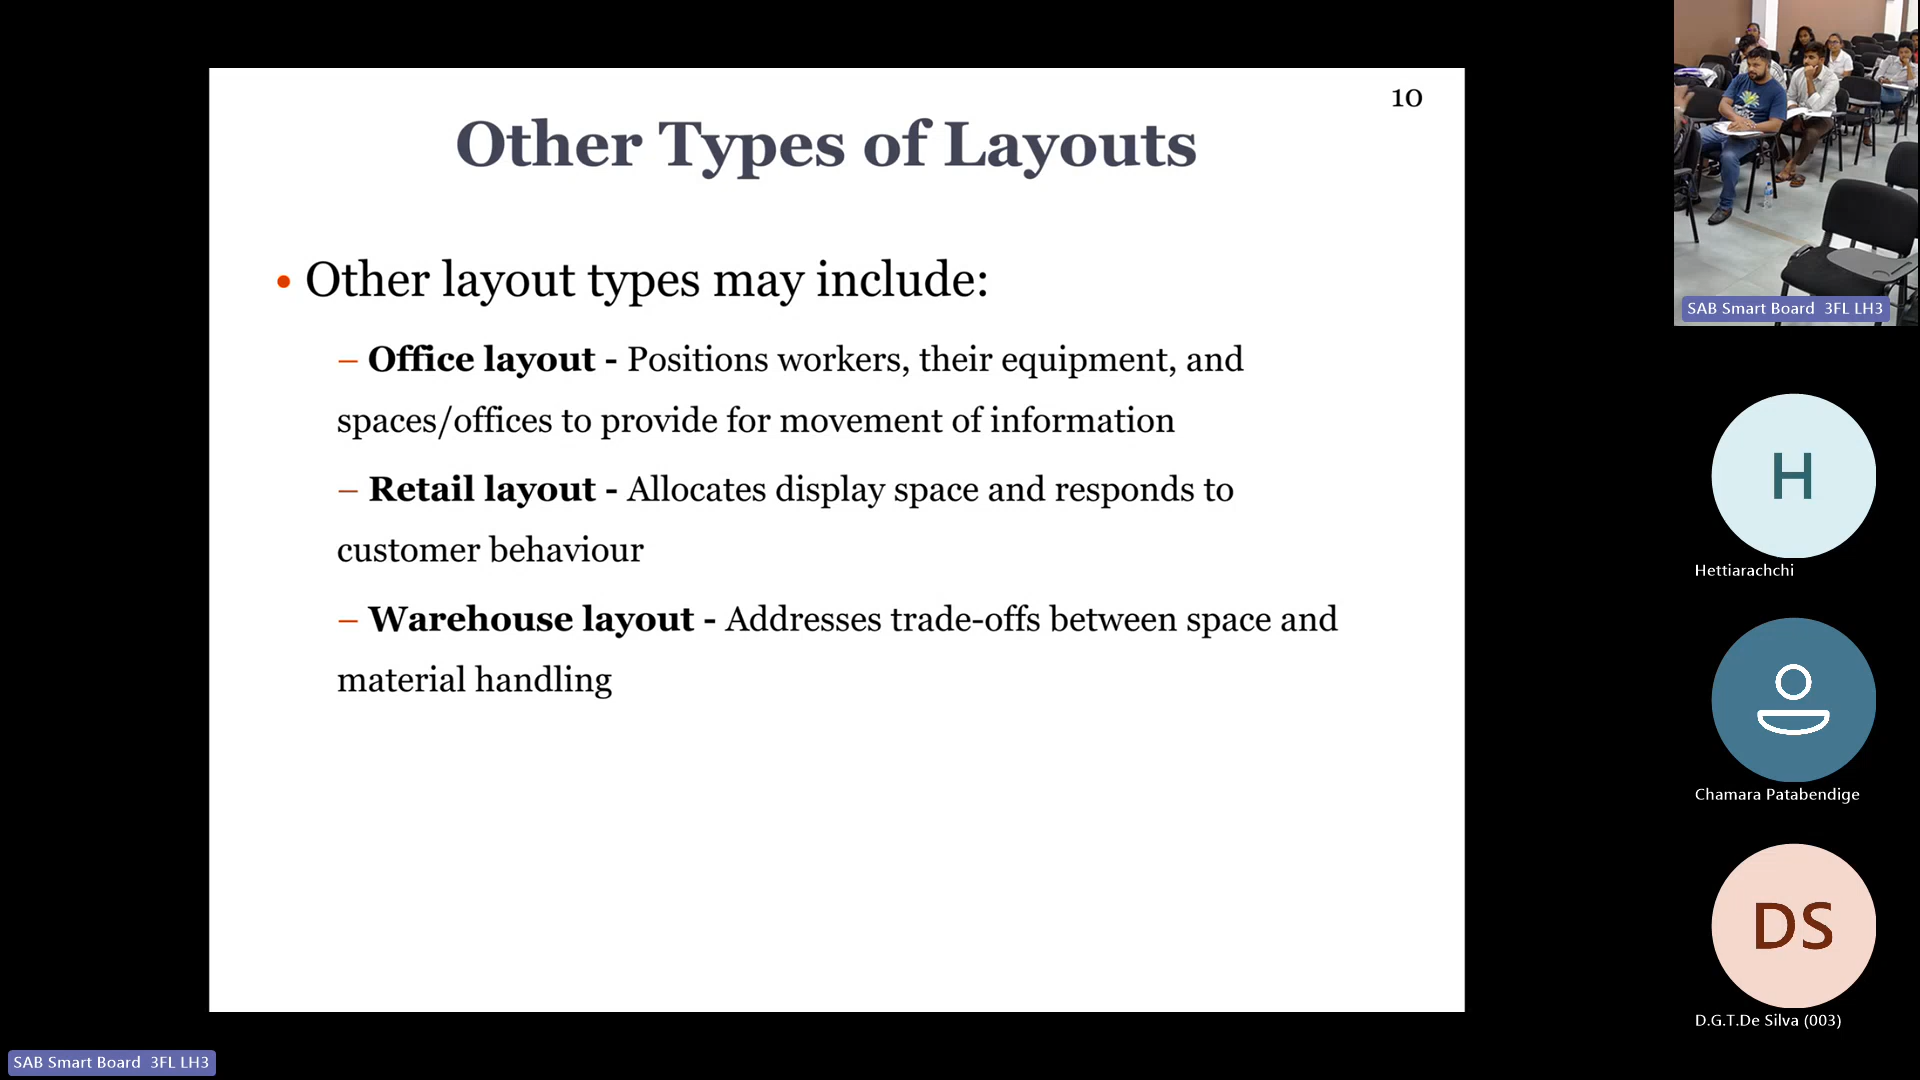 10
Other Types of Layouts
• Other layout types may include:
– Office layout - Positions workers, their equipment, and
spaces/offices to provide for movement of information
– Retail layout - Allocates display space and responds to
customer behaviour
– Warehouse layout - Addresses trade-offs between space and
material handling
SAB Smart Board 3FL LH3
H
Hettiarachchi
Chamara Patabendige
DS
D.G.T.De Silva (003)
SAB Smart Board 3FL LH3